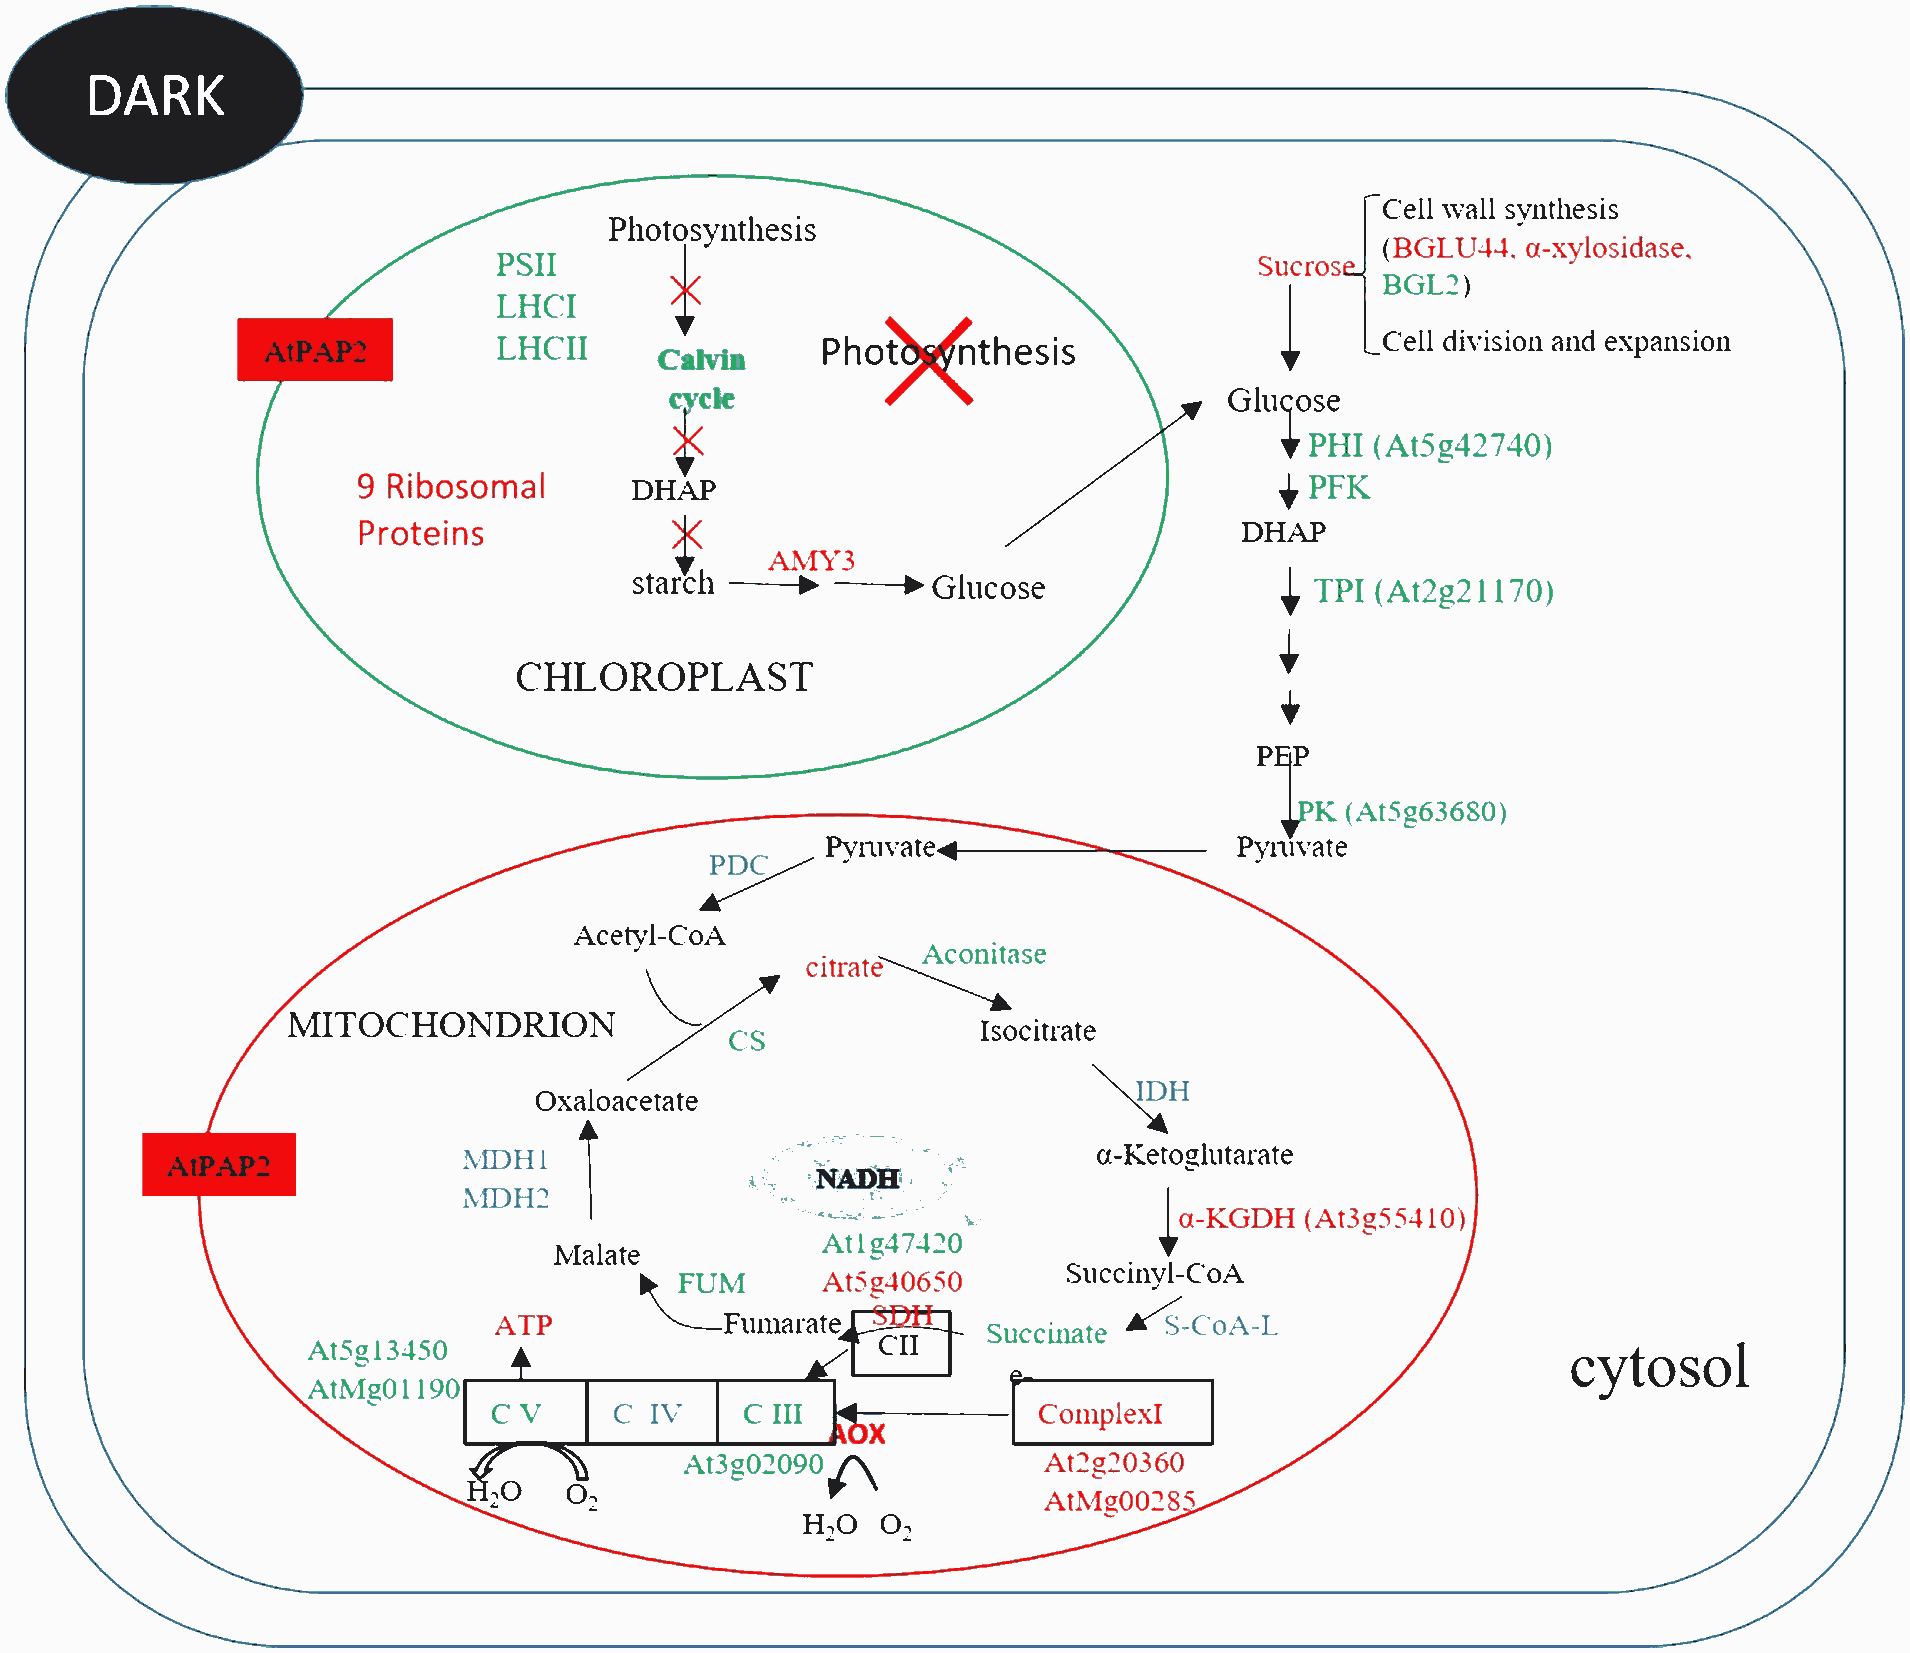 DARK
Photosynthesis
PSII
LHCI
LHCII
Calvin
cycle
Photosynthesis
AtPAP2
9 Ribosomal
Proteins
DHAP
starch
AMY3
Glucose
CHLOROPLAST
Sucrose
Cell wall synthesis
(BGLU44, α-xylosidase,
BGL2)
Cell division and expansion
Glucose
PHI (At5g42740)
PFK
DHAP
TPI (At2g21170)
PEP
PK (At5g63680)
Pyruvate
Pyruvate
PDC
Acetyl-CoA
citrate
Aconitase
MITOCHONDRION
CS
Isocitrate
Oxaloacetate
IDH
α-Ketoglutarate
AtPAP2
MDH1
MDH2
NADH
α-KGDH (At3g55410)
At1g47420
At5g40650
SDH
CII
Malate
FUM
Fumarate
Succinyl-CoA
Succinate
S-CoA-L
ATP
At5g13450
AtMg01190
e-
C V
C IV
C III
AOX
ComplexI
At3g02090
At2g20360
AtMg00285
H₂O O₂
H₂O O₂
cytosol